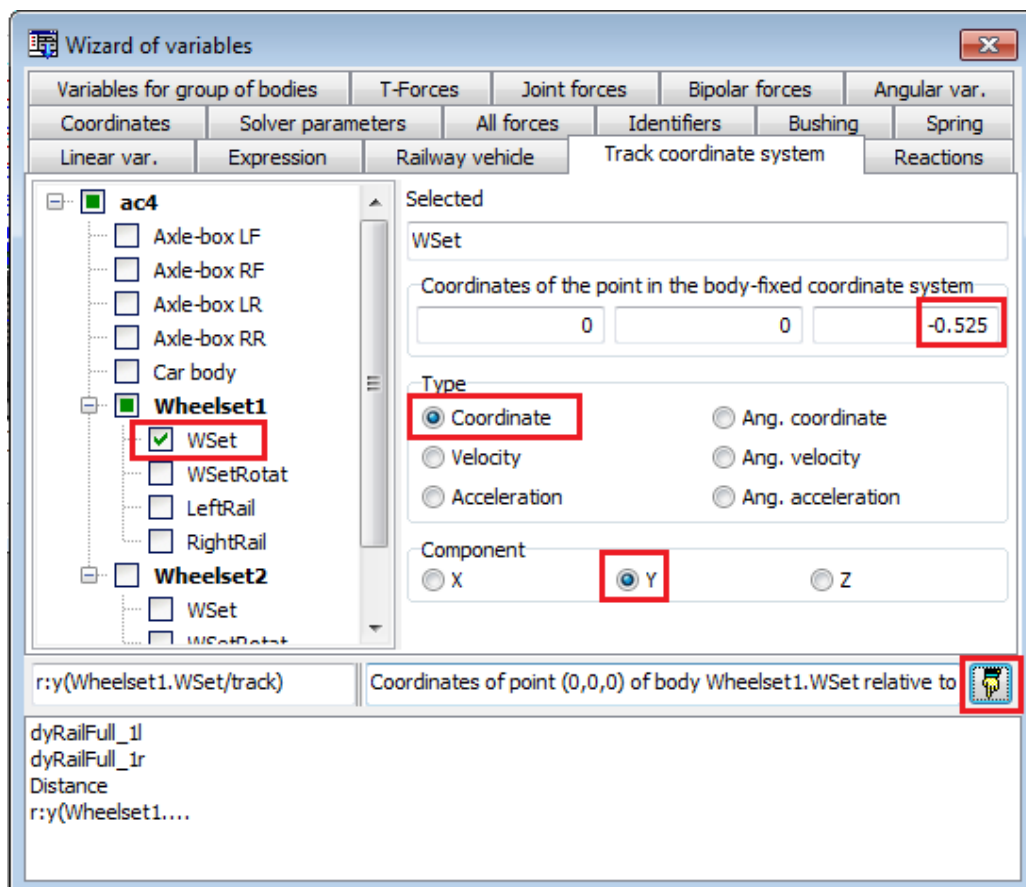 Wizard of variables
Variables for group of bodies T-Forces Joint forces Bipolar forces Angular var.
Coordinates Solver parameters All forces Identifiers Bushing Spring
Linear var. Expression Railway vehicle Track coordinate system Reactions
ac4
Axle-box LF
Axle-box RF
Axle-box LR
Axle-box RR
Car body
Wheelset1
WSet
WSetRotat
LeftRail
RightRail
Wheelset2
WSet
WSetRotat
Selected
WSet
Coordinates of the point in the body-fixed coordinate system
0 0 -0.525
Type
Coordinate Ang. coordinate
Velocity Ang. velocity
Acceleration Ang. acceleration
Component
X Y Z
r:y(Wheelset1.WSet/track) Coordinates of point (0,0,0) of body Wheelset1.WSet relative to
dyRailFull_1l
dyRailFull_1r
Distance
r:y(Wheelset1....